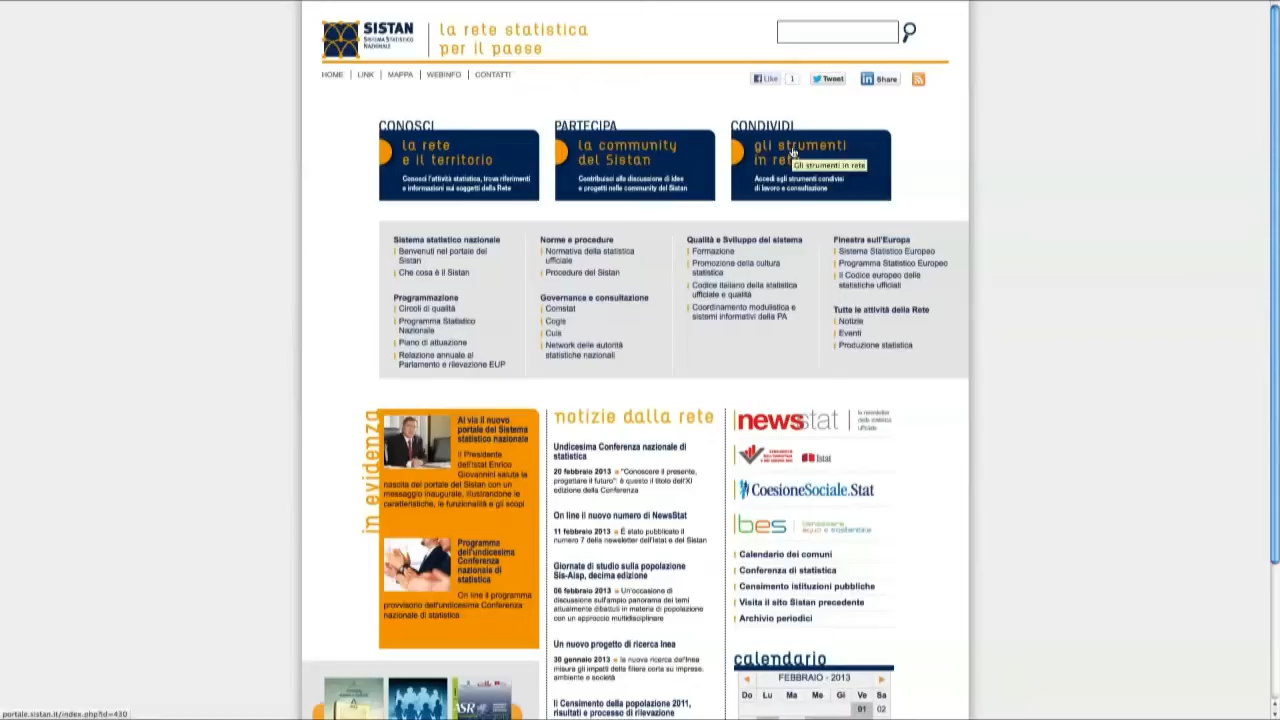 SISTAN
SISTEMA STATISTICO
NAZIONALE
la rete statistica
per il paese
HOME | LINK | MAPPA | WEBINFO | CONTATTI
Like 1 Tweet in Share
CONOSCI
la rete
e il territorio
Conosci l'attività statistica, trova riferimenti
e informazioni sui soggetti della Rete
PARTECIPA
la community
del Sistan
Contribuisci alla discussione di idee
e progetti nelle community del Sistan
CONDIVIDI
gli strumenti
in rete
Gli strumenti in rete
Accedi agli strumenti condivisi
di lavoro e consultazione
Sistema statistico nazionale
Benvenuti nel portale del
Sistan
Che cosa è il Sistan
Programmazione
Circoli di qualità
Programma Statistico
Nazionale
Piano di attuazione
Relazione annuale al
Parlamento e rilevazione EUP
Norme e procedure
Normativa della statistica
ufficiale
Procedure del Sistan
Governance e consultazione
Comstat
Cogis
Cuis
Network delle autorità
statistiche nazionali
Qualità e Sviluppo del sistema
Formazione
Promozione della cultura
statistica
Codice italiano della statistica
ufficiale e qualità
Coordinamento modulistica e
sistemi informativi della PA
Finestra sull'Europa
Sistema Statistico Europeo
Programma Statistico Europeo
Il Codice europeo delle
statistiche ufficiali
Tutte le attività della Rete
Notizie
Eventi
Produzione statistica
in evidenza
Al via il nuovo
portale del Sistema
statistico nazionale
Il Presidente
dell'Istat Enrico
Giovannini saluta la
nascita del portale del Sistan con un
messaggio inaugurale, illustrandone le
caratteristiche, le funzionalità e gli scopi
Programma
dell'undicesima
Conferenza
nazionale di
statistica
On line il programma
provvisorio dell'undicesima Conferenza
nazionale di statistica
notizie dalla rete
Undicesima Conferenza nazionale di
statistica
20 febbraio 2013 "Conoscere il presente,
progettare il futuro": è questo il titolo dell'XI
edizione della Conferenza
On line il nuovo numero di NewsStat
11 febbraio 2013 È stato pubblicato il
numero 7 della newsletter dell'Istat e del Sistan
Giornate di studio sulla popolazione
Sis-Aisp, decima edizione
06 febbraio 2013 Un'occasione di
discussione sull'ampio panorama dei temi
attualmente dibattuti in materia di popolazione
con un approccio multidisciplinare
Un nuovo progetto di ricerca Inea
30 gennaio 2013 la nuova ricerca dell'Inea
misura gli impatti della filiera corta su imprese,
ambiente e società
Il Censimento della popolazione 2011,
risultati e processo di rilevazione
newsstat
la newsletter
della statistica
ufficiale
Istat
CoesioneSociale.Stat
bes
benessere
equo e sostenibile
Calendario dei comuni
Conferenza di statistica
Censimento istituzioni pubbliche
Visita il sito Sistan precedente
Archivio periodici
calendario
FEBBRAIO - 2013
Do Lu Ma Me Gi Ve Sa
01 02
portale.sistan.it/index.php?id=430